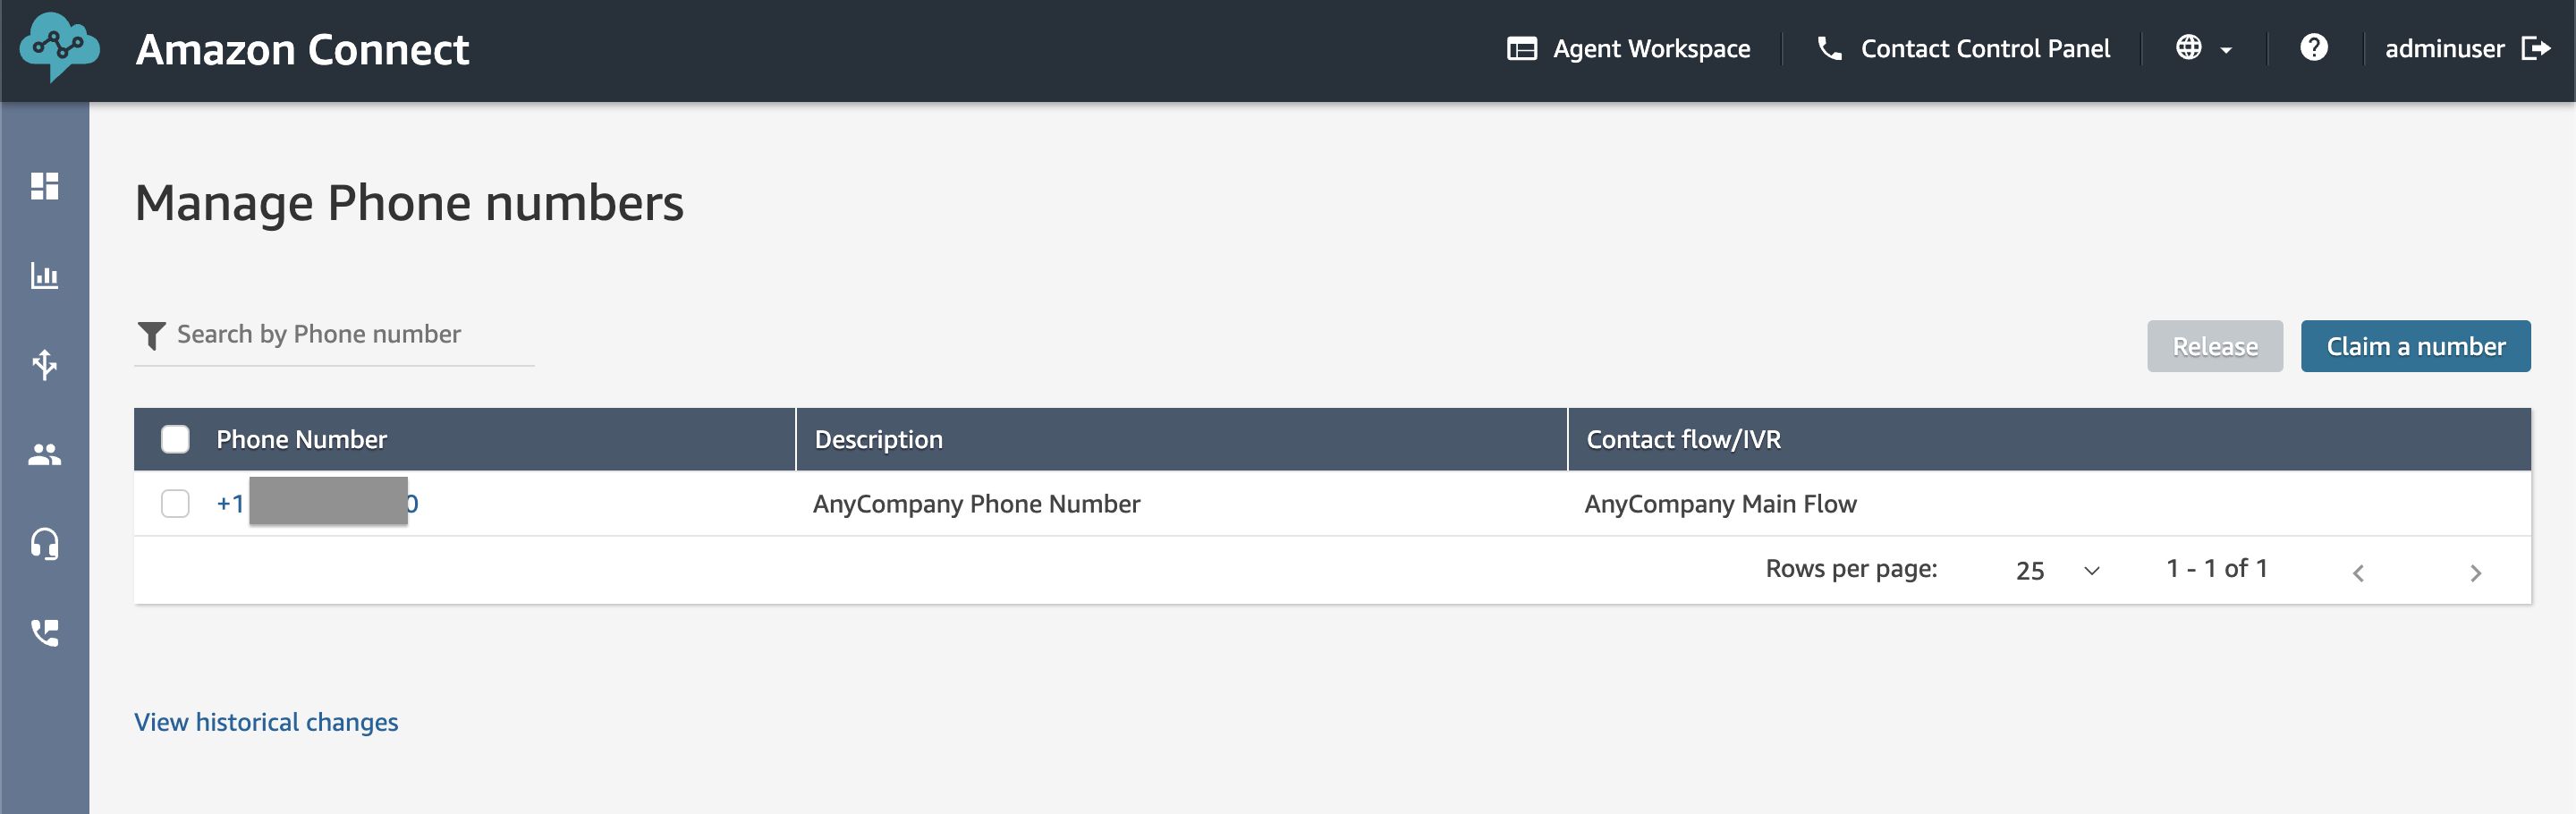 Amazon Connect
Agent Workspace
Contact Control Panel
?
adminuser
Manage Phone numbers
Search by Phone number
Release
Claim a number
Phone Number
Description
Contact flow/IVR
+1 0
AnyCompany Phone Number
AnyCompany Main Flow
Rows per page:
25
1 - 1 of 1
View historical changes